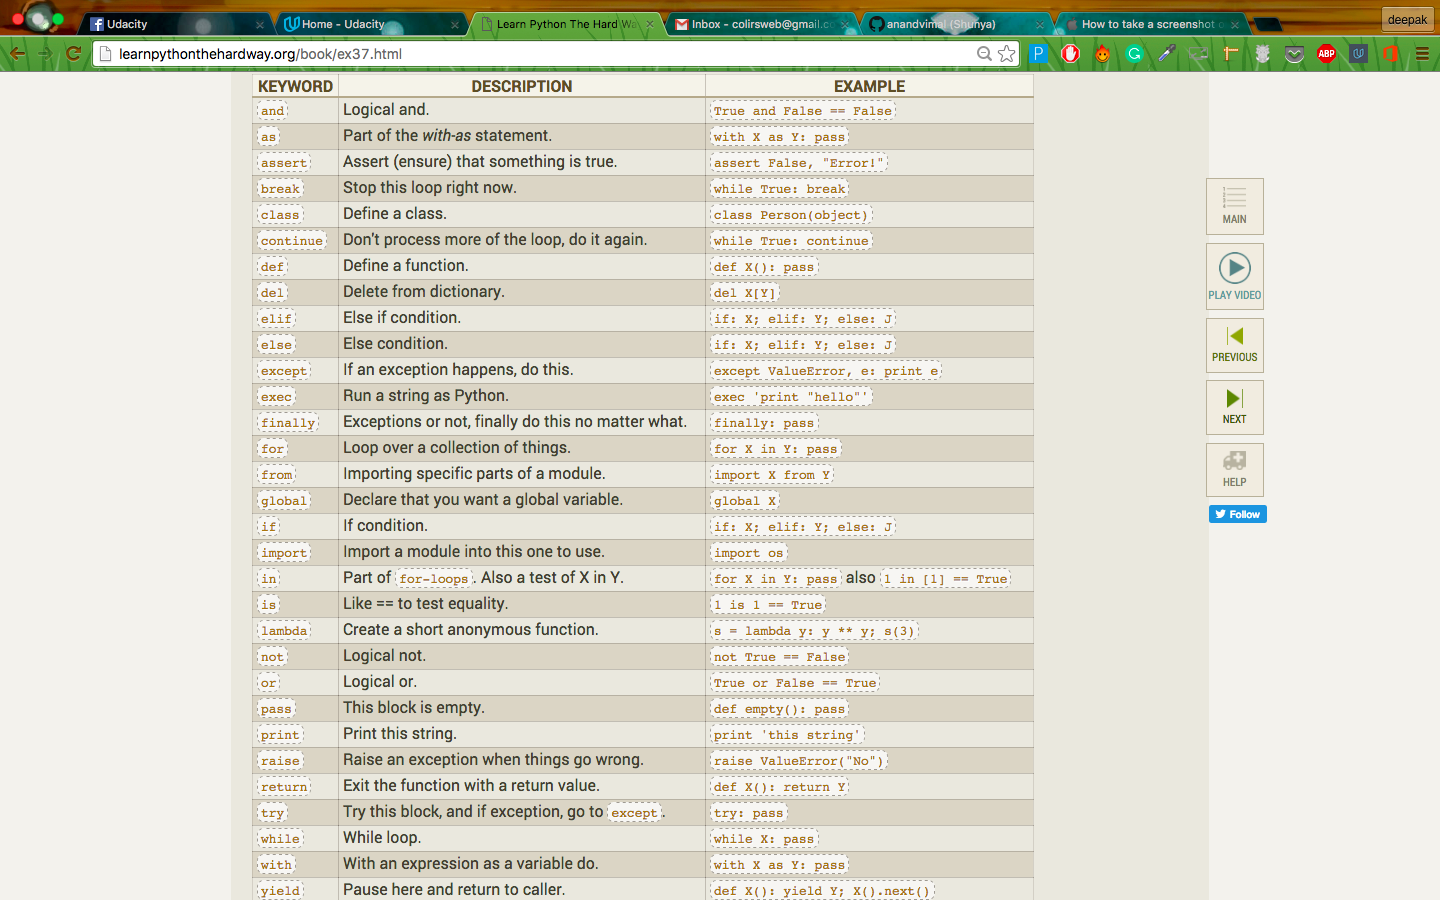 Udacity
Home - Udacity
Learn Python The Hard Wa
Inbox - colirsweb@gmail.c
anandvimal (Shunya)
How to take a screenshot
deepak
learnpythonthehardway.org/book/ex37.html
KEYWORD DESCRIPTION EXAMPLE
and Logical and. True and False == False
as Part of the with-as statement. with X as Y: pass
assert Assert (ensure) that something is true. assert False, "Error!"
break Stop this loop right now. while True: break
class Define a class. class Person(object)
continue Don't process more of the loop, do it again. while True: continue
def Define a function. def X(): pass
del Delete from dictionary. del X[Y]
elif Else if condition. if: X; elif: Y; else: J
else Else condition. if: X; elif: Y; else: J
except If an exception happens, do this. except ValueError, e: print e
exec Run a string as Python. exec 'print "hello"'
finally Exceptions or not, finally do this no matter what. finally: pass
for Loop over a collection of things. for X in Y: pass
from Importing specific parts of a module. import X from Y
global Declare that you want a global variable. global X
if If condition. if: X; elif: Y; else: J
import Import a module into this one to use. import os
in Part of for-loops. Also a test of X in Y. for X in Y: pass also 1 in [1] == True
is Like == to test equality. 1 is 1 == True
lambda Create a short anonymous function. s = lambda y: y ** y; s(3)
not Logical not. not True == False
or Logical or. True or False == True
pass This block is empty. def empty(): pass
print Print this string. print 'this string'
raise Raise an exception when things go wrong. raise ValueError("No")
return Exit the function with a return value. def X(): return Y
try Try this block, and if exception, go to except. try: pass
while While loop. while X: pass
with With an expression as a variable do. with X as Y: pass
yield Pause here and return to caller. def X(): yield Y; X().next()
MAIN
PLAY VIDEO
PREVIOUS
NEXT
HELP
Follow
ABP